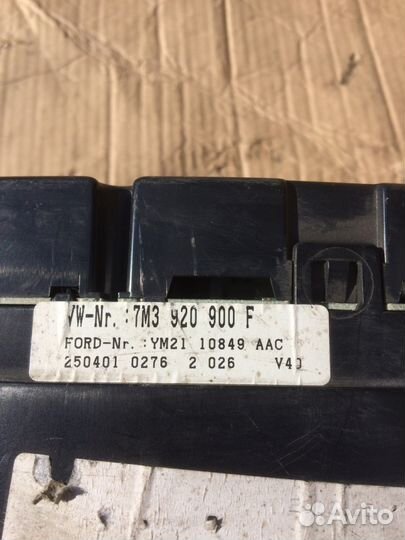 VW-Nr. :7M3 920 900 F
FORD-Nr. :YM21 10849 AAC
250401 0276 2 026 V40
Avito